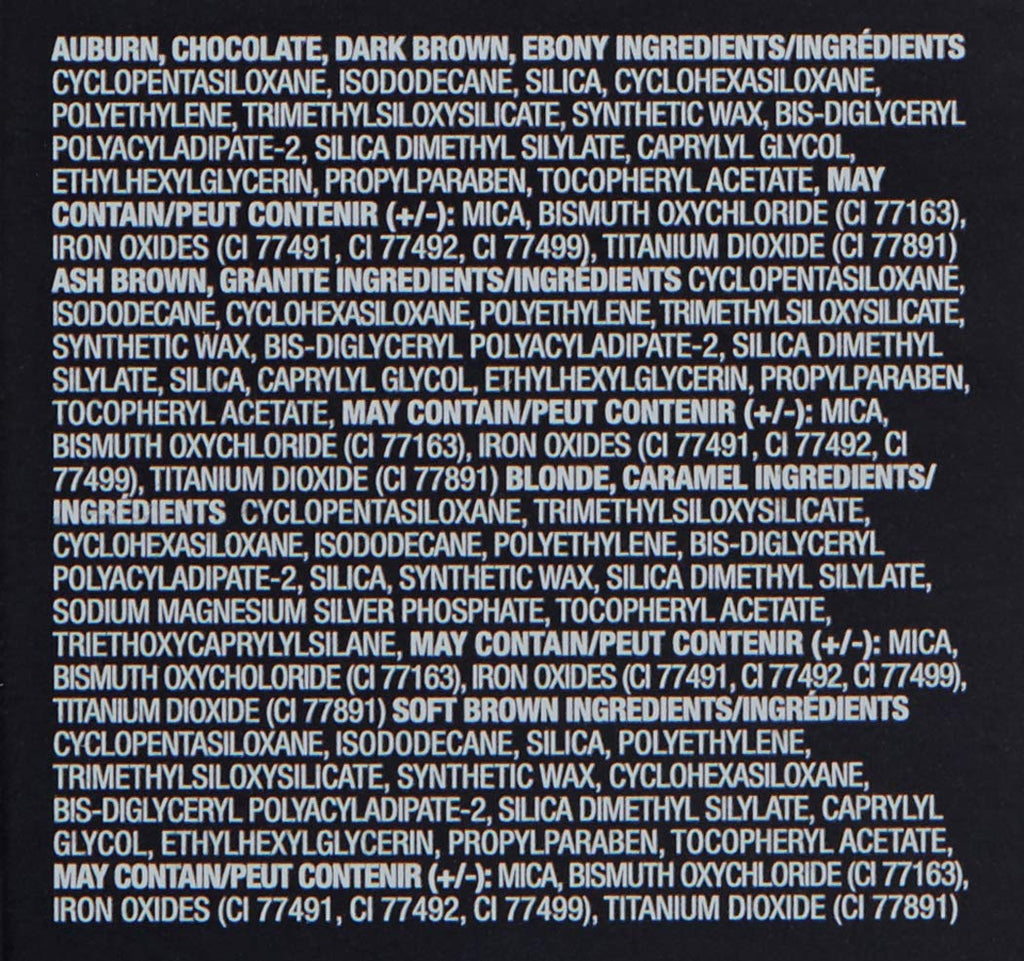 AUBURN, CHOCOLATE, DARK BROWN, EBONY INGREDIENTS/INGRÉDIENTS
CYCLOPENTASILOXANE, ISODODECANE, SILICA, CYCLOHEXASILOXANE,
POLYETHYLENE, TRIMETHYLSILOXYSILICATE, SYNTHETIC WAX, BIS-DIGLYCERYL
POLYACYLADIPATE-2, SILICA DIMETHYL SILYLATE, CAPRYLYL GLYCOL,
ETHYLHEXYLGLYCERIN, PROPYLPARABEN, TOCOPHERYL ACETATE, MAY
CONTAIN/PEUT CONTENIR (+/-): MICA, BISMUTH OXYCHLORIDE (CI 77163),
IRON OXIDES (CI 77491, CI 77492, CI 77499), TITANIUM DIOXIDE (CI 77891)
ASH BROWN, GRANITE INGREDIENTS/INGRÉDIENTS CYCLOPENTASILOXANE,
ISODODECANE, CYCLOHEXASILOXANE, POLYETHYLENE, TRIMETHYLSILOXYSILICATE,
SYNTHETIC WAX, BIS-DIGLYCERYL POLYACYLADIPATE-2, SILICA DIMETHYL
SILYLATE, SILICA, CAPRYLYL GLYCOL, ETHYLHEXYLGLYCERIN, PROPYLPARABEN,
TOCOPHERYL ACETATE, MAY CONTAIN/PEUT CONTENIR (+/-): MICA,
BISMUTH OXYCHLORIDE (CI 77163), IRON OXIDES (CI 77491, CI 77492, CI
77499), TITANIUM DIOXIDE (CI 77891) BLONDE, CARAMEL INGREDIENTS/
INGRÉDIENTS CYCLOPENTASILOXANE, TRIMETHYLSILOXYSILICATE,
CYCLOHEXASILOXANE, ISODODECANE, POLYETHYLENE, BIS-DIGLYCERYL
POLYACYLADIPATE-2, SILICA, SYNTHETIC WAX, SILICA DIMETHYL SILYLATE,
SODIUM MAGNESIUM SILVER PHOSPHATE, TOCOPHERYL ACETATE,
TRIETHOXYCAPRYLYLSILANE, MAY CONTAIN/PEUT CONTENIR (+/-): MICA,
BISMUTH OXYCHOLORIDE (CI 77163), IRON OXIDES (CI 77491, CI 77492, CI 77499),
TITANIUM DIOXIDE (CI 77891) SOFT BROWN INGREDIENTS/INGRÉDIENTS
CYCLOPENTASILOXANE, ISODODECANE, SILICA, POLYETHYLENE,
TRIMETHYLSILOXYSILICATE, SYNTHETIC WAX, CYCLOHEXASILOXANE,
BIS-DIGLYCERYL POLYACYLADIPATE-2, SILICA DIMETHYL SILYLATE, CAPRYLYL
GLYCOL, ETHYLHEXYLGLYCERIN, PROPYLPARABEN, TOCOPHERYL ACETATE,
MAY CONTAIN/PEUT CONTENIR (+/-): MICA, BISMUTH OXYCHLORIDE (CI 77163),
IRON OXIDES (CI 77491, CI 77492, CI 77499), TITANIUM DIOXIDE (CI 77891)